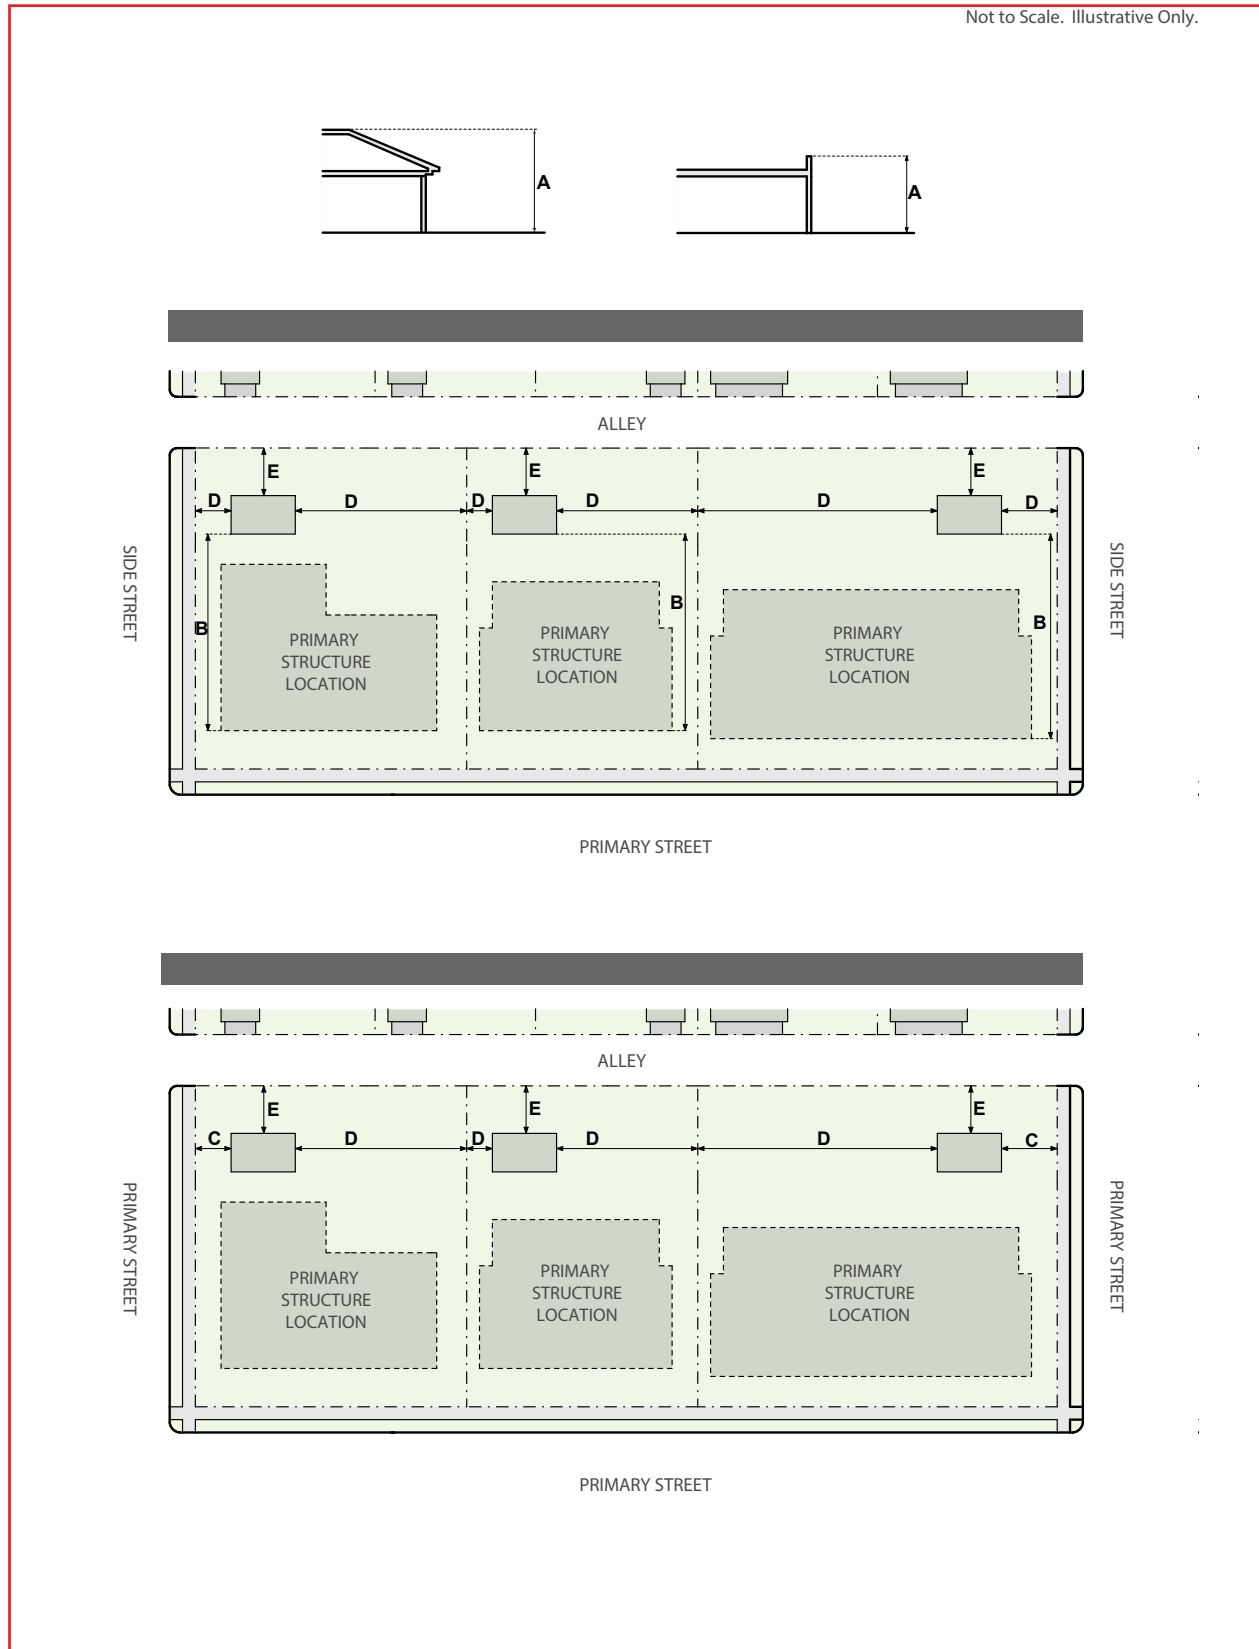 Not to Scale. Illustrative Only.
A
A
ALLEY
E
E
E
D
D
D
D
D
D
SIDE STREET
SIDE STREET
B
B
B
PRIMARY
STRUCTURE
LOCATION
PRIMARY
STRUCTURE
LOCATION
PRIMARY
STRUCTURE
LOCATION
PRIMARY STREET
ALLEY
E
E
E
C
D
D
D
D
C
PRIMARY STREET
PRIMARY STREET
PRIMARY
STRUCTURE
LOCATION
PRIMARY
STRUCTURE
LOCATION
PRIMARY
STRUCTURE
LOCATION
PRIMARY STREET